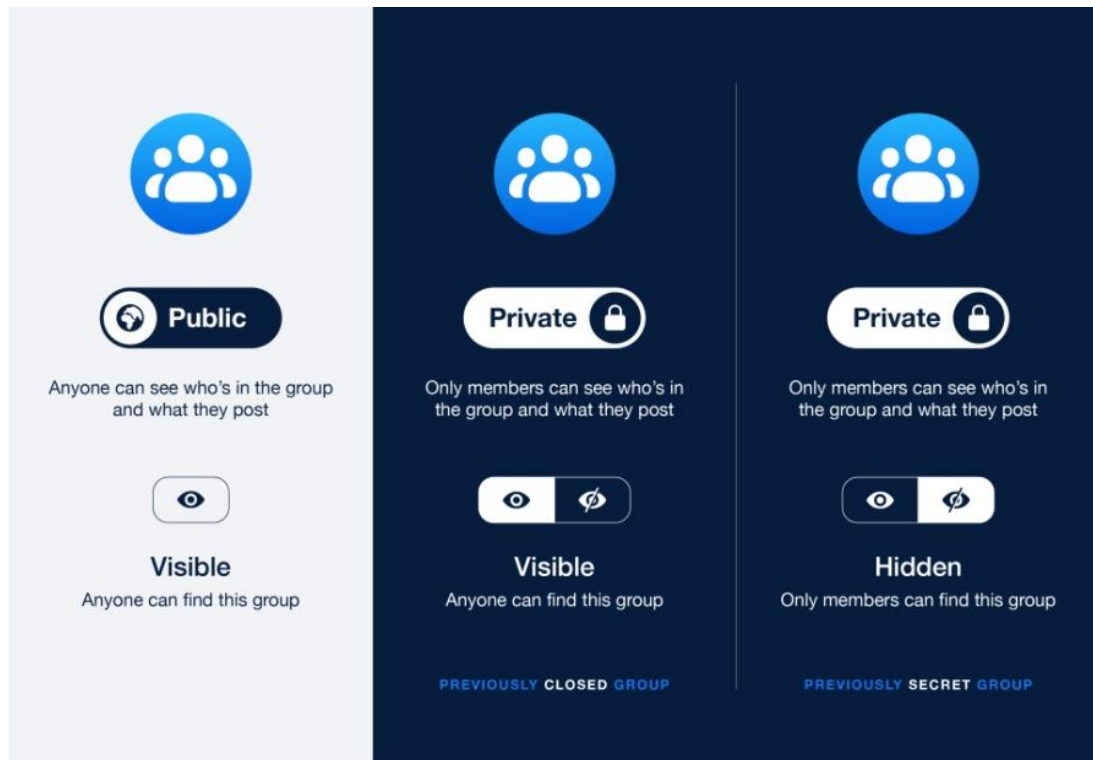 Public
Anyone can see who's in the group
and what they post
Visible
Anyone can find this group
Private
Only members can see who's in
the group and what they post
Visible
Anyone can find this group
PREVIOUSLY CLOSED GROUP
Private
Only members can see who's in
the group and what they post
Hidden
Only members can find this group
PREVIOUSLY SECRET GROUP